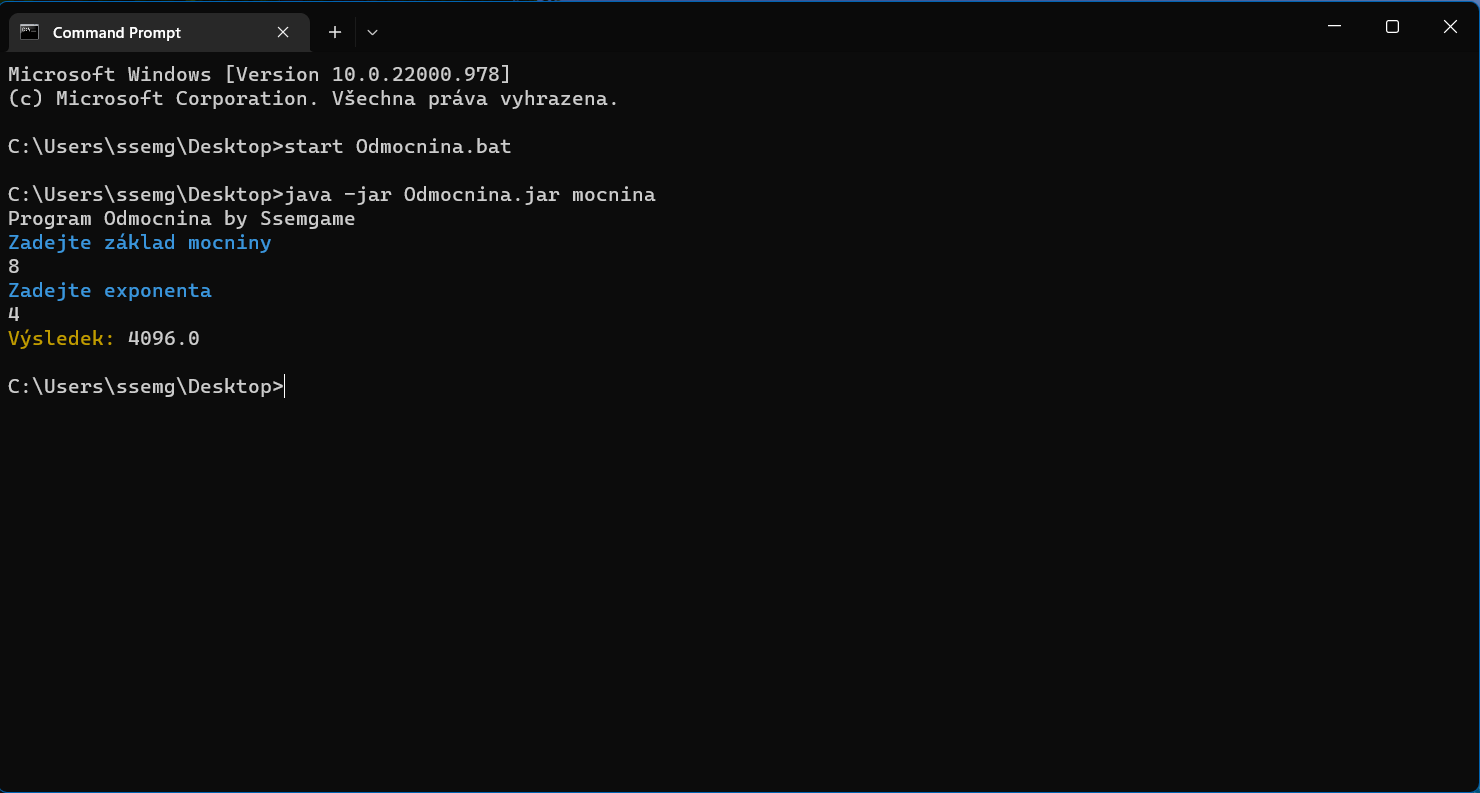 Command Prompt
Microsoft Windows [Version 10.0.22000.978]
(c) Microsoft Corporation. Všechna práva vyhrazena.
C:\Users\ssemg\Desktop>start Odmocnina.bat
C:\Users\ssemg\Desktop>java -jar Odmocnina.jar mocnina
Program Odmocnina by Ssemgame
Zadejte základ mocniny
8
Zadejte exponenta
4
Výsledek: 4096.0
C:\Users\ssemg\Desktop>